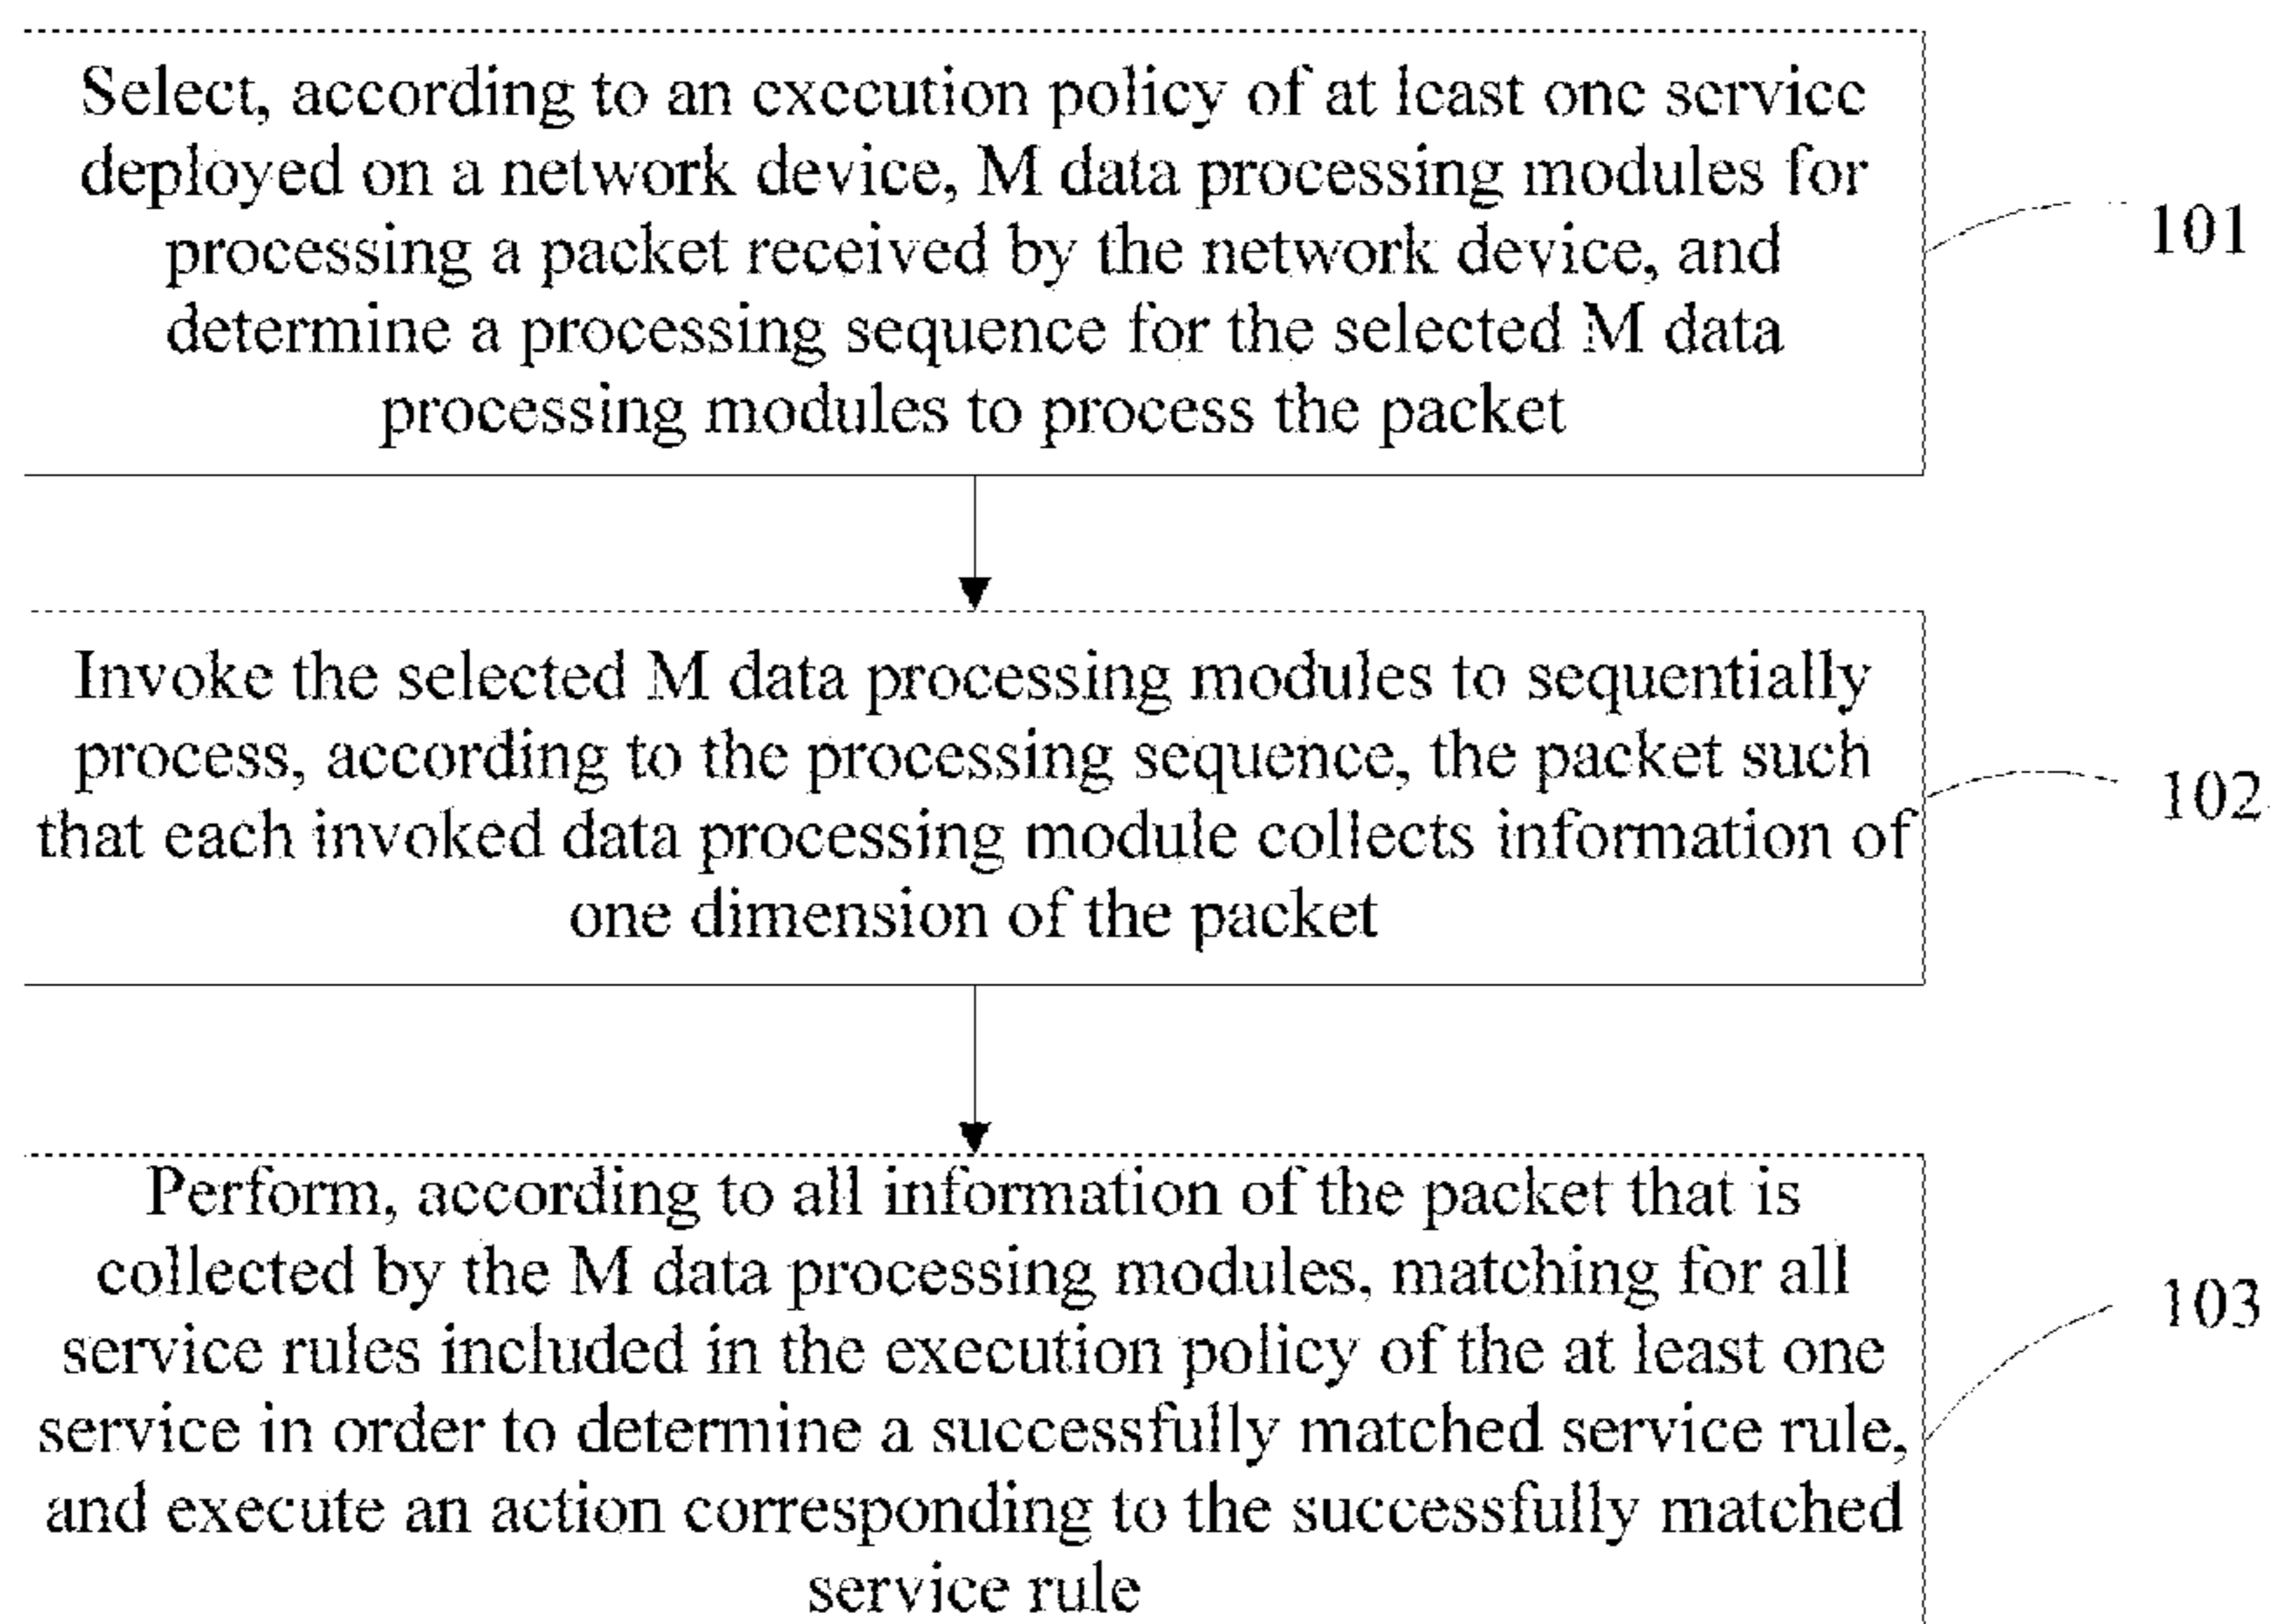 Select, according to an execution policy of at least one service
deployed on a network device, M data processing modules for
processing a packet received by the network device, and
determine a processing sequence for the selected M data
processing modules to process the packet
101
Invoke the selected M data processing modules to sequentially
process, according to the processing sequence, the packet such
that each invoked data processing module collects information of
one dimension of the packet
102
Perform, according to all information of the packet that is
collected by the M data processing modules, matching for all
service rules included in the execution policy of the at least one
service in order to determine a successfully matched service rule,
and execute an action corresponding to the successfully matched
service rule
103